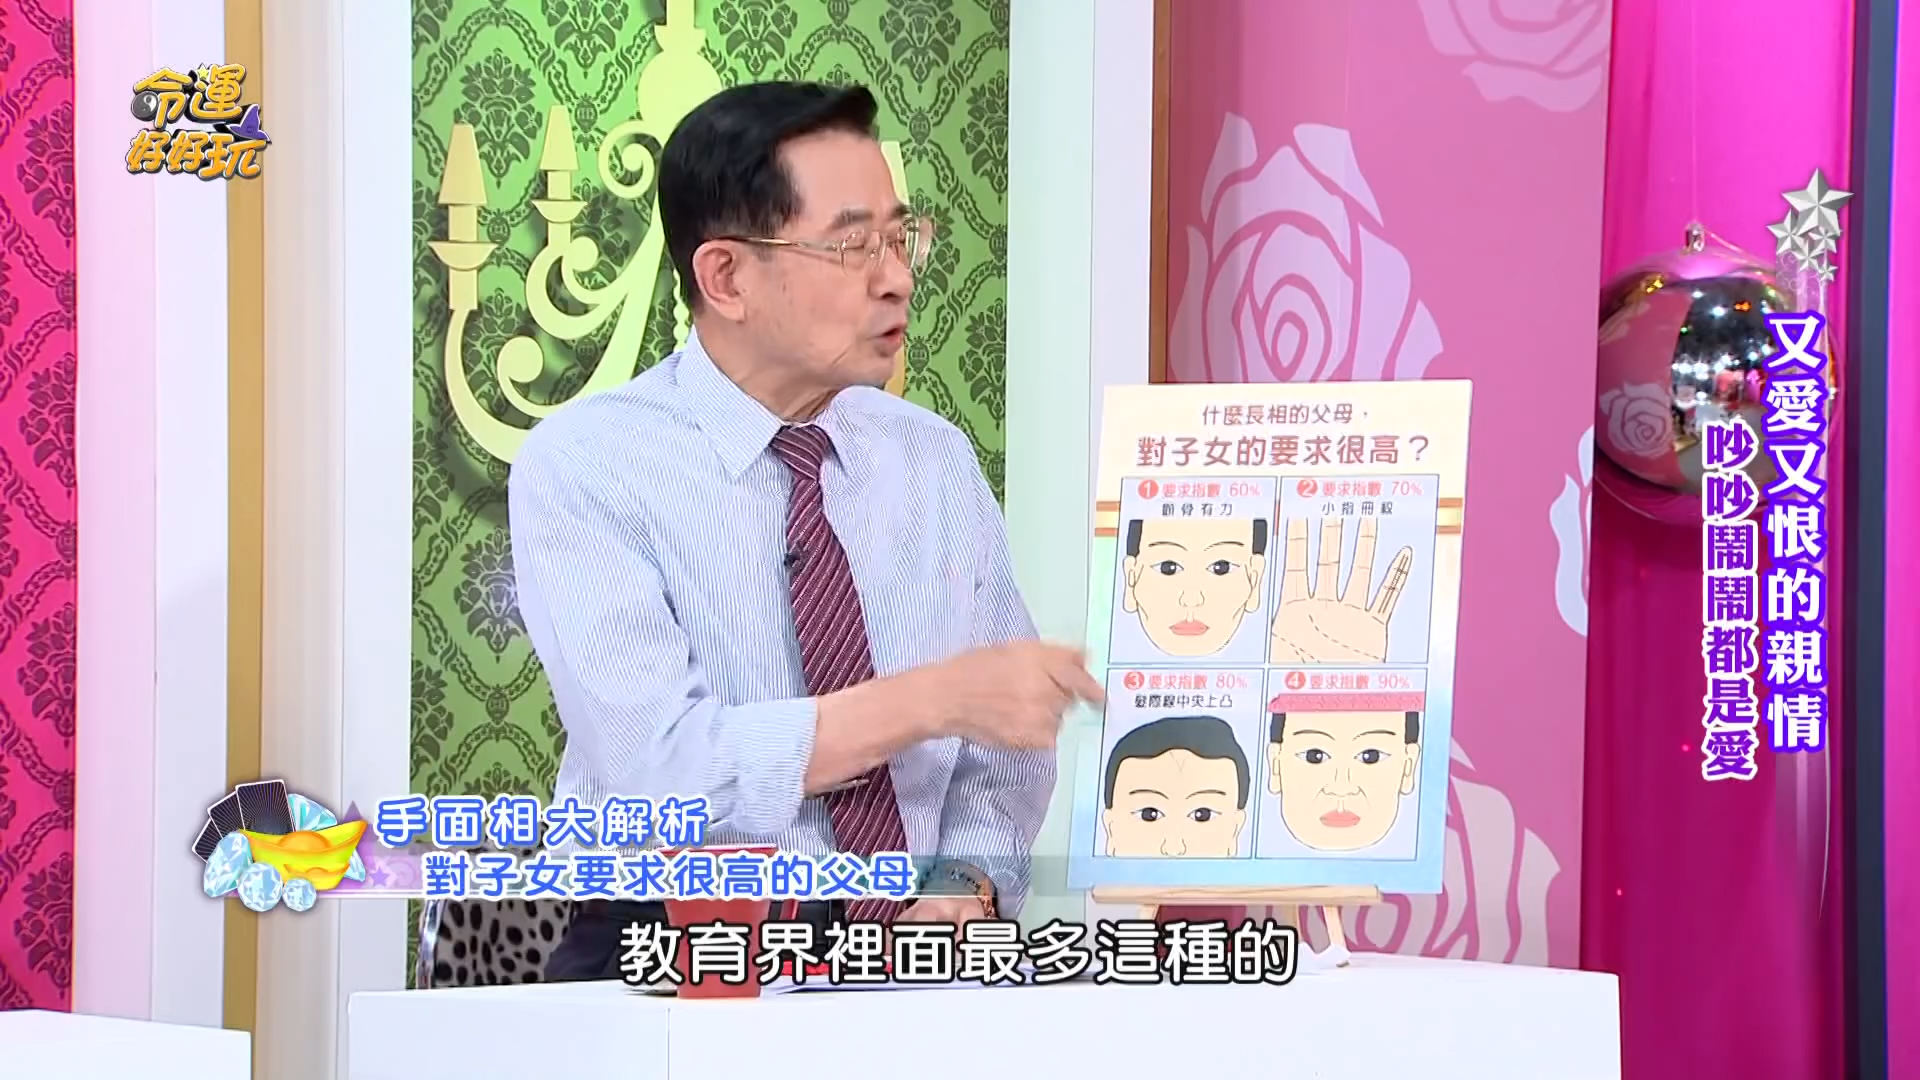 命運
好好玩
又愛又恨的親情
吵吵鬧鬧都是愛
什麼長相的父母，
對子女的要求很高？
1 要求指數 60%
顴骨有力
2 要求指數 70%
小指冊紋
3 要求指數 80%
髮際線中央上凸
4 要求指數 90%
手面相大解析
對子女要求很高的父母
教育界裡面最多這種的